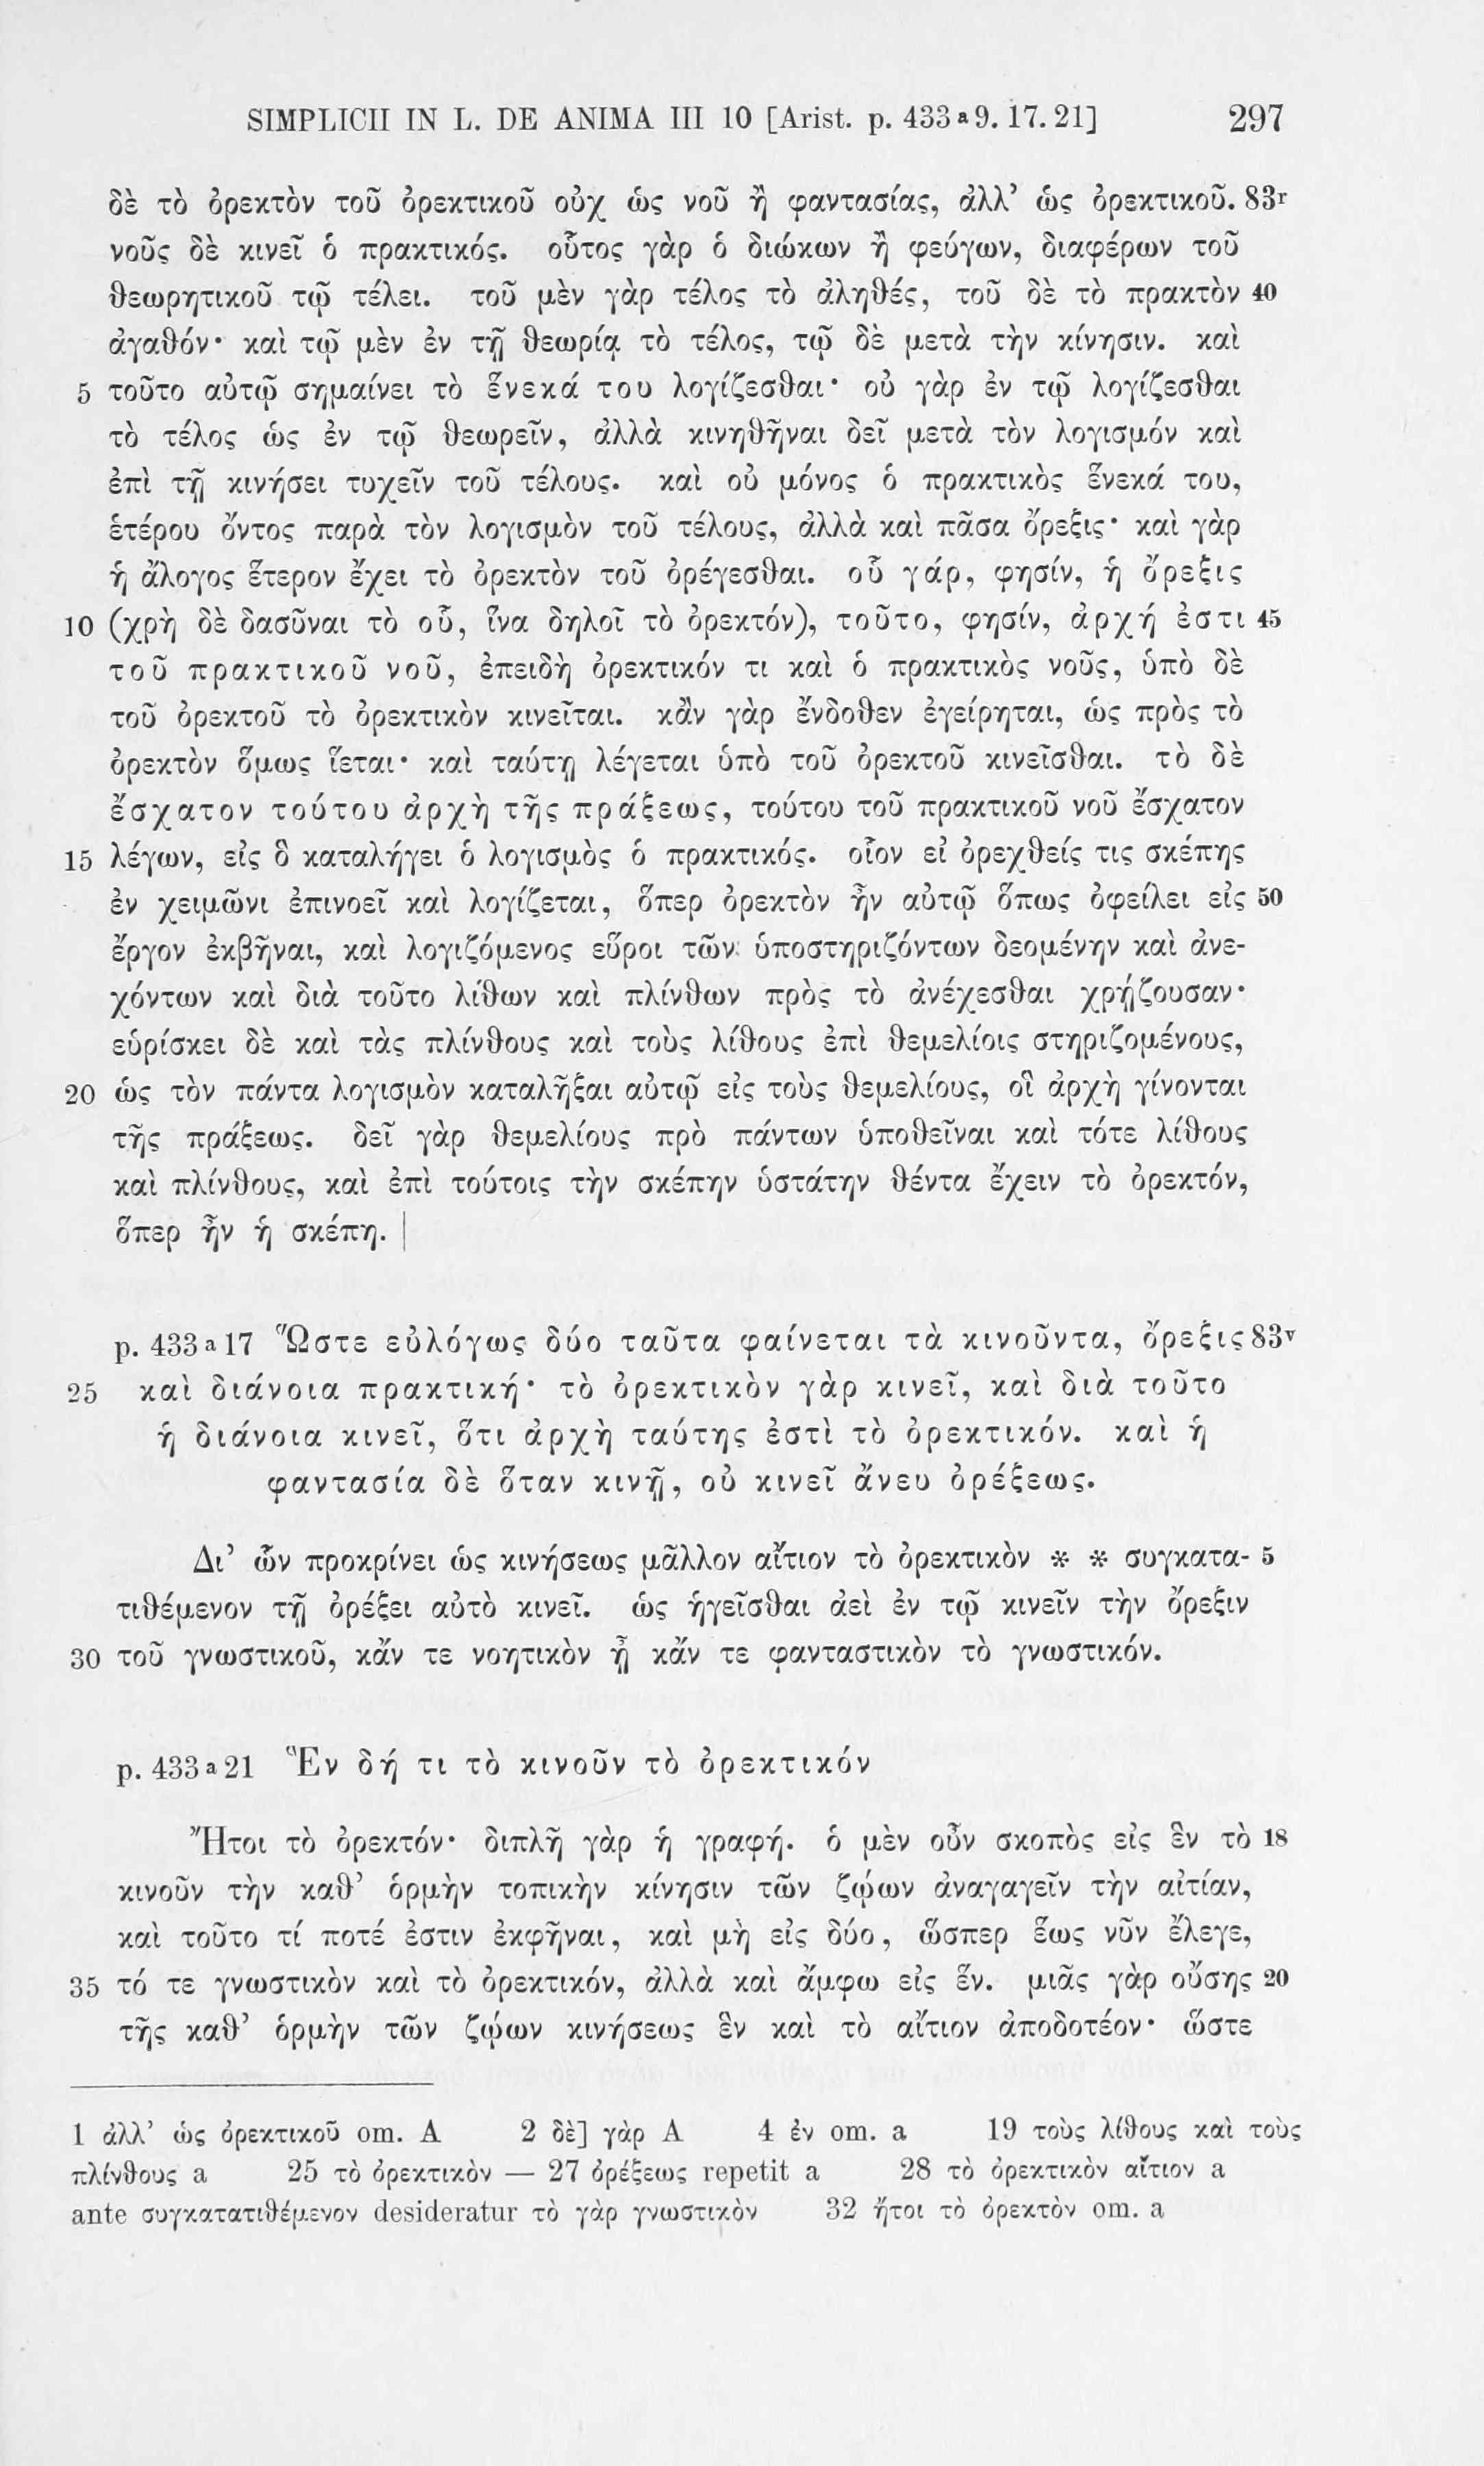 SIMPLICII IN L. DE ANIMA III 10 [Arist. p. 433 a 9. 17. 21] 297
δὲ τὸ ὀρεκτὸν τοῦ ὀρεκτικοῦ οὐχ ὡς νοῦ ἢ φαντασίας, ἀλλ’ ὡς ὀρεκτικοῦ. 83r
νοῦς δὲ κινεῖ ὁ πρακτικός. οὗτος γὰρ ὁ διώκων ἢ φεύγων, διαφέρων τοῦ
θεωρητικοῦ τῷ τέλει. τοῦ μὲν γὰρ τέλος τὸ ἀληθές, τοῦ δὲ τὸ πρακτὸν 40
ἀγαθόν· καὶ τῷ μὲν ἐν τῇ θεωρίᾳ τὸ τέλος, τῷ δὲ μετὰ τὴν κίνησιν. καὶ
5 τοῦτο αὐτῷ σημαίνει τὸ ἕνεκά του λογίζεσθαι· οὐ γὰρ ἐν τῷ λογίζεσθαι
τὸ τέλος ὡς ἐν τῷ θεωρεῖν, ἀλλὰ κινηθῆναι δεῖ μετὰ τὸν λογισμόν καὶ
ἐπὶ τῇ κινήσει τυχεῖν τοῦ τέλους. καὶ οὐ μόνος ὁ πρακτικὸς ἕνεκά του,
ἑτέρου ὄντος παρὰ τὸν λογισμὸν τοῦ τέλους, ἀλλὰ καὶ πᾶσα ὄρεξις· καὶ γὰρ
ἡ ἄλογος ἕτερον ἔχει τὸ ὀρεκτὸν τοῦ ὀρέγεσθαι. οὗ γάρ, φησίν, ἡ ὄρεξις
10 (χρὴ δὲ δασῦναι τὸ οὗ, ἵνα δηλοῖ τὸ ὀρεκτόν), τοῦτο, φησίν, ἀρχή ἐστι 45
τοῦ πρακτικοῦ νοῦ, ἐπειδὴ ὀρεκτικόν τι καὶ ὁ πρακτικὸς νοῦς, ὑπὸ δὲ
τοῦ ὀρεκτοῦ τὸ ὀρεκτικὸν κινεῖται. κἂν γὰρ ἔνδοθεν ἐγείρηται, ὡς πρὸς τὸ
ὀρεκτὸν ὅμως ἵεται· καὶ ταύτῃ λέγεται ὑπὸ τοῦ ὀρεκτοῦ κινεῖσθαι. τὸ δὲ
ἔσχατον τούτου ἀρχὴ τῆς πράξεως, τούτου τοῦ πρακτικοῦ νοῦ ἔσχατον
15 λέγων, εἰς ὃ καταλήγει ὁ λογισμὸς ὁ πρακτικός. οἷον εἰ ὀρεχθείς τις σκέπης
ἐν χειμῶνι ἐπινοεῖ καὶ λογίζεται, ὅπερ ὀρεκτὸν ἦν αὐτῷ ὅπως ὀφείλει εἰς 50
ἔργον ἐκβῆναι, καὶ λογιζόμενος εὕροι τῶν ὑποστηριζόντων δεομένην καὶ ἀνε-
χόντων καὶ διὰ τοῦτο λίθων καὶ πλίνθων πρὸς τὸ ἀνέχεσθαι χρῄζουσαν·
εὑρίσκει δὲ καὶ τὰς πλίνθους καὶ τοὺς λίθους ἐπὶ θεμελίοις στηριζομένους,
20 ὡς τὸν πάντα λογισμὸν καταλῆξαι αὐτῷ εἰς τοὺς θεμελίους, οἳ ἀρχὴ γίνονται
τῆς πράξεως. δεῖ γὰρ θεμελίους πρὸ πάντων ὑποθεῖναι καὶ τότε λίθους
καὶ πλίνθους, καὶ ἐπὶ τούτοις τὴν σκέπην ὑστάτην θέντα ἔχειν τὸ ὀρεκτόν,
ὅπερ ἦν ἡ σκέπη. |
p. 433 a 17 Ὥστε εὐλόγως δύο ταῦτα φαίνεται τὰ κινοῦντα, ὄρεξις 83v
25 καὶ διάνοια πρακτική· τὸ ὀρεκτικὸν γὰρ κινεῖ, καὶ διὰ τοῦτο
ἡ διάνοια κινεῖ, ὅτι ἀρχὴ ταύτης ἐστὶ τὸ ὀρεκτικόν. καὶ ἡ
φαντασία δὲ ὅταν κινῇ, οὐ κινεῖ ἄνευ ὀρέξεως.
Δι’ ὧν προκρίνει ὡς κινήσεως μᾶλλον αἴτιον τὸ ὀρεκτικὸν * * συγκατα- 5
τιθέμενον τῇ ὀρέξει αὐτὸ κινεῖ. ὡς ἡγεῖσθαι ἀεὶ ἐν τῷ κινεῖν τὴν ὄρεξιν
30 τοῦ γνωστικοῦ, κἄν τε νοητικὸν ᾖ κἄν τε φανταστικὸν τὸ γνωστικόν.
p. 433 a 21 Ἓν δή τι τὸ κινοῦν τὸ ὀρεκτικόν
Ἤτοι τὸ ὀρεκτόν· διπλῆ γὰρ ἡ γραφή. ὁ μὲν οὖν σκοπὸς εἰς ἓν τὸ 18
κινοῦν τὴν καθ’ ὁρμὴν τοπικὴν κίνησιν τῶν ζῴων ἀναγαγεῖν τὴν αἰτίαν,
καὶ τοῦτο τί ποτέ ἐστιν ἐκφῆναι, καὶ μὴ εἰς δύο, ὥσπερ ἕως νῦν ἔλεγε,
35 τό τε γνωστικὸν καὶ τὸ ὀρεκτικόν, ἀλλὰ καὶ ἄμφω εἰς ἕν. μιᾶς γὰρ οὔσης 20
τῆς καθ’ ὁρμὴν τῶν ζῴων κινήσεως ἓν καὶ τὸ αἴτιον ἀποδοτέον· ὥστε
1 ἀλλ’ ὡς ὀρεκτικοῦ om. A 2 δὲ] γὰρ A 4 ἐν om. a 19 τοὺς λίθους καὶ τοὺς
πλίνθους a 25 τὸ ὀρεκτικὸν — 27 ὀρέξεως repetit a 28 τὸ ὀρεκτικὸν αἴτιον a
ante συγκατατιθέμενον desideratur τὸ γὰρ γνωστικὸν 32 ἤτοι τὸ ὀρεκτὸν om. a